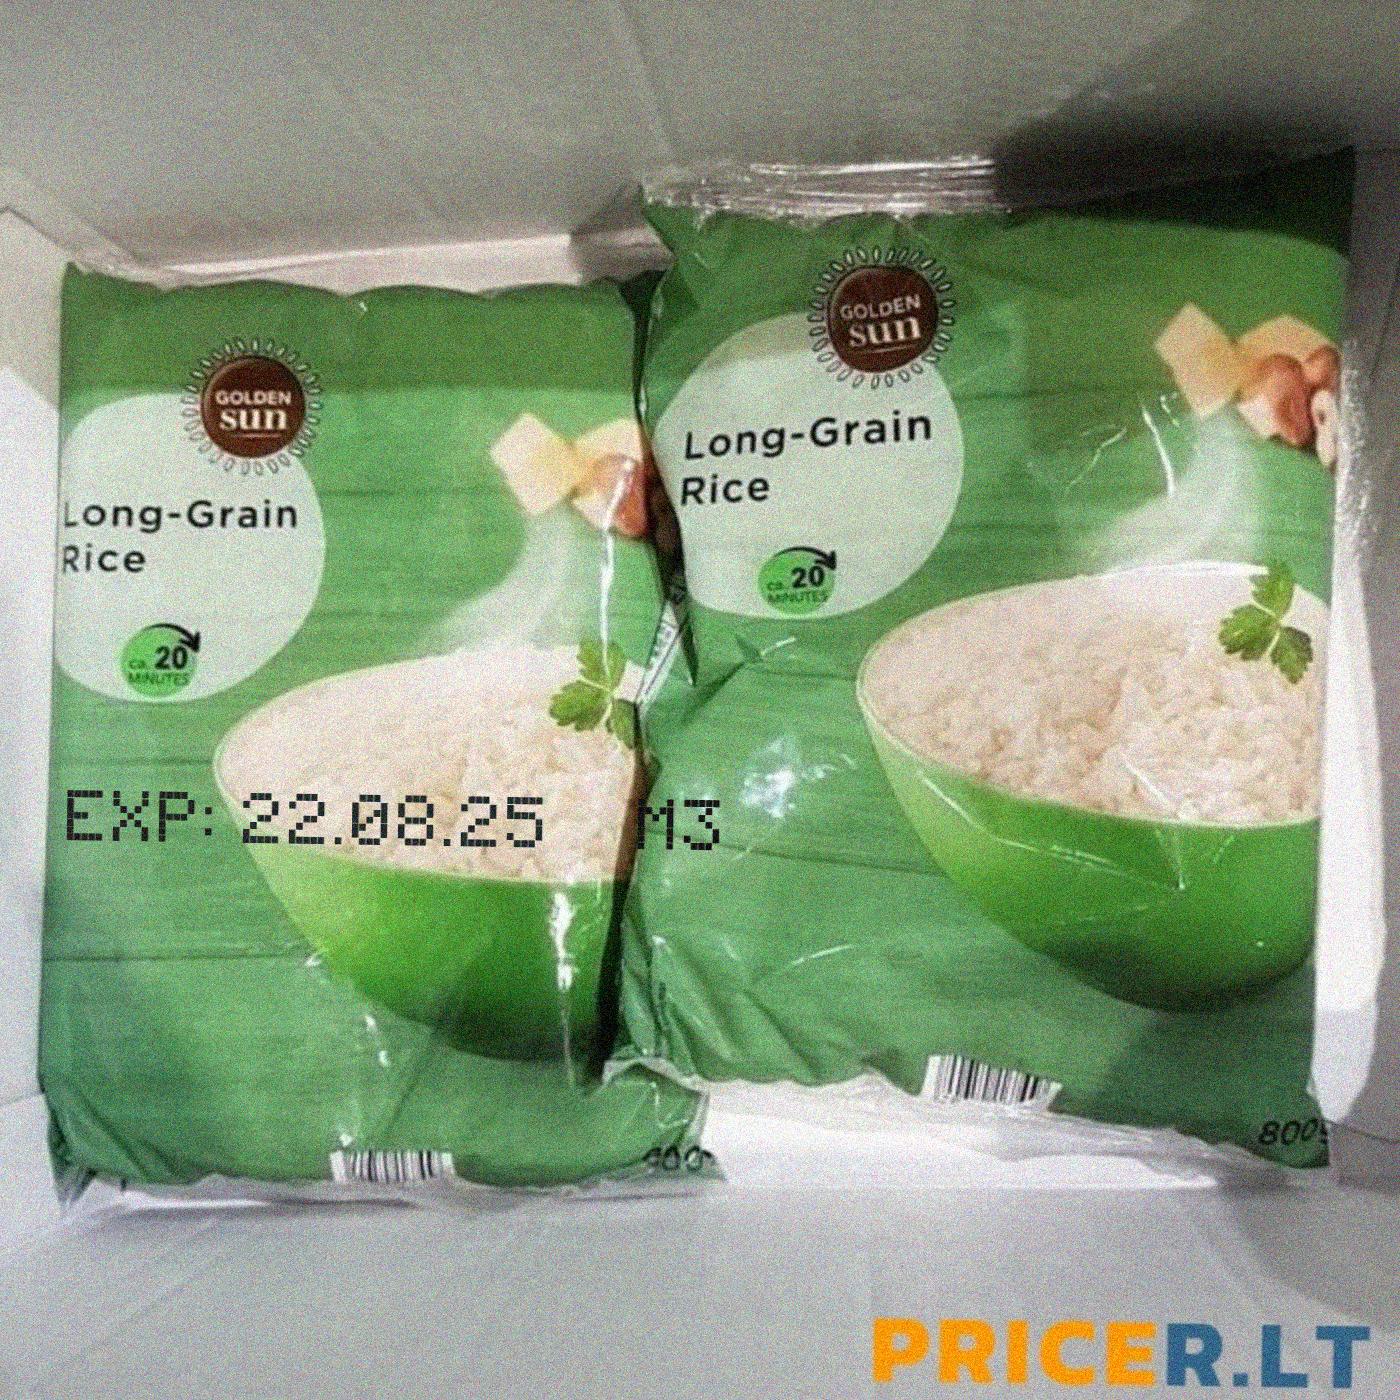 GOLDEN
sun
Long-Grain
Rice
ca. 20
MINUTES
GOLDEN
sun
Long-Grain
Rice
ca. 20
MINUTES
EXP: 22.08.25 M3
800g
PRICER.LT